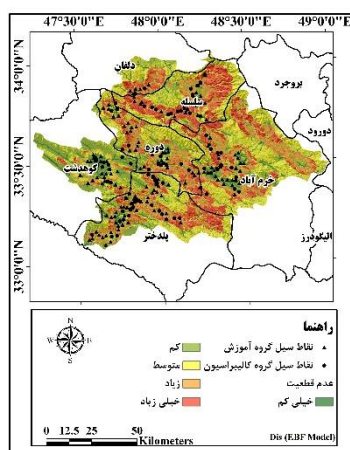 47°30'0"E 48°0'0"E 48°30'0"E 49°0'0"E
34°0'0"N
33°30'0"N
33°0'0"N
دلفان
سلسله
بروجرد
دورود
دوره
کوهدشت
خرم آباد
الیگودرز
پلدختر
راهنما
نقاط سیل گروه آموزش
کم
نقاط سیل گروه کالیبراسیون
متوسط
عدم قطعیت
زیاد
خیلی کم
خیلی زیاد
N
W E
S
0 12.5 25 50
Kilometers
Dis (EBF Model)